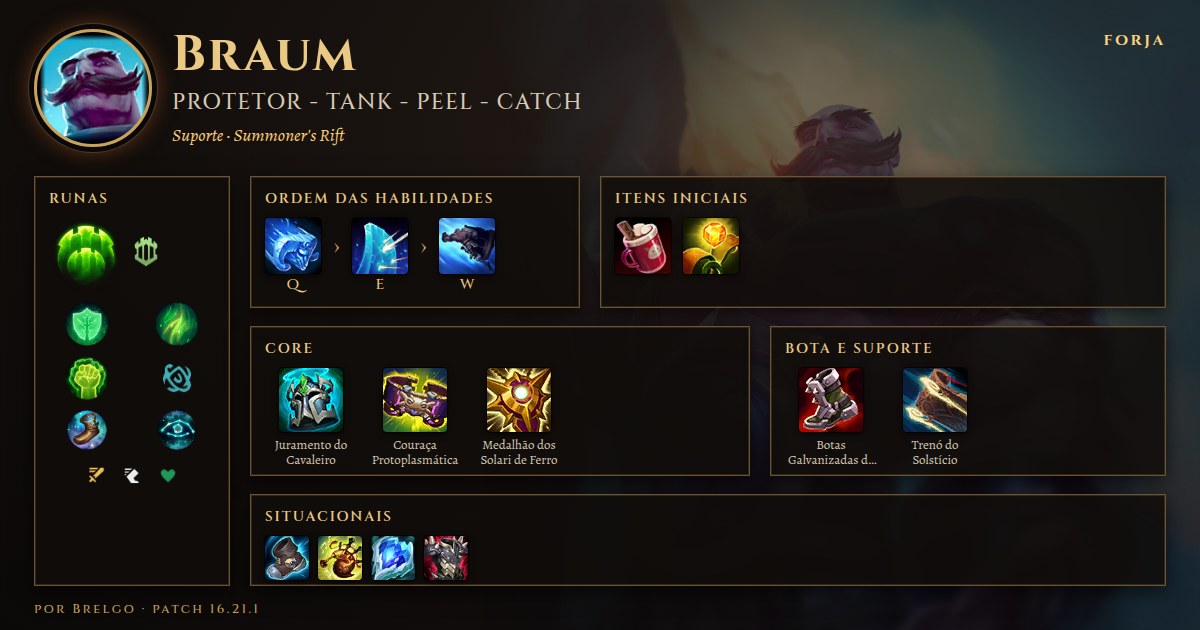 Braum
PROTETOR - TANK - PEEL - CATCH
Suporte · Summoner's Rift
FORJA
RUNAS
ORDEM DAS HABILIDADES
Q
›
E
›
W
ITENS INICIAIS
CORE
Juramento do
Cavaleiro
Couraça
Protoplasmática
Medalhão dos
Solari de Ferro
BOTA E SUPORTE
Botas
Galvanizadas d...
Trenó do
Solstício
SITUACIONAIS
POR BRELGO · PATCH 16.21.1